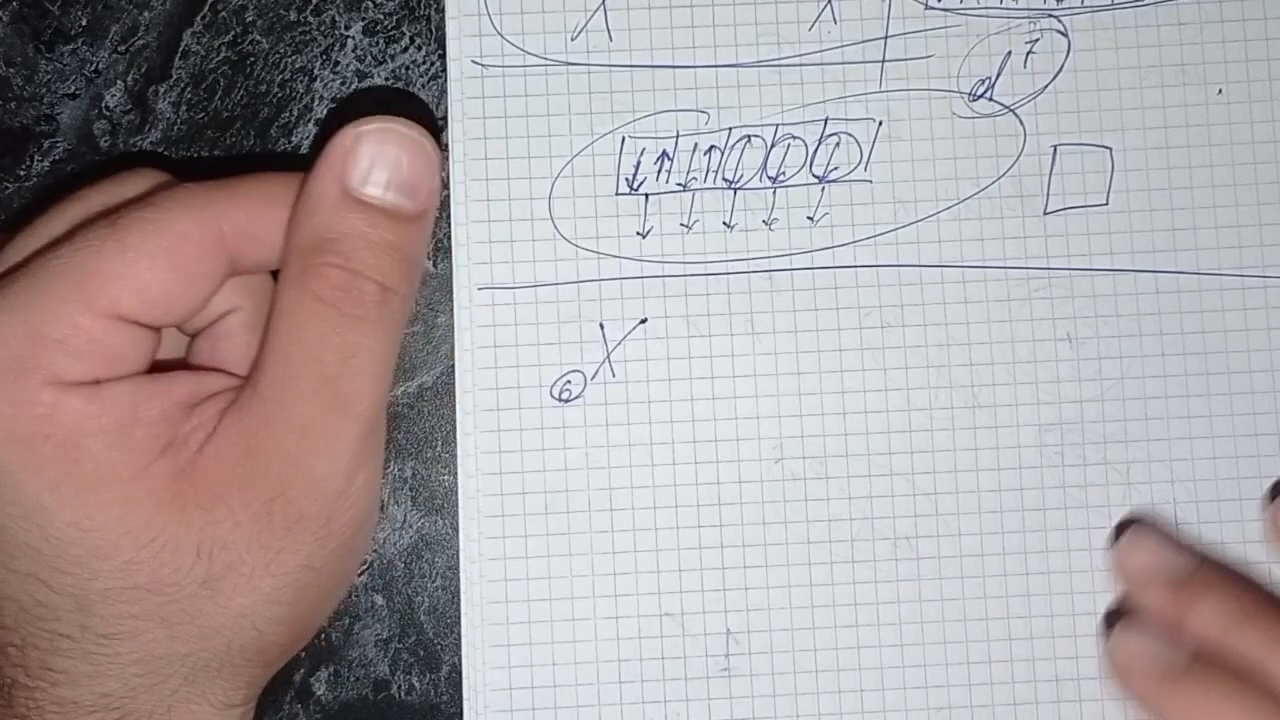 d⁷
↓↑ ↓↑ ↓ ↓ ↓
↓ ↓ ↓ ↓ ↓
6 X